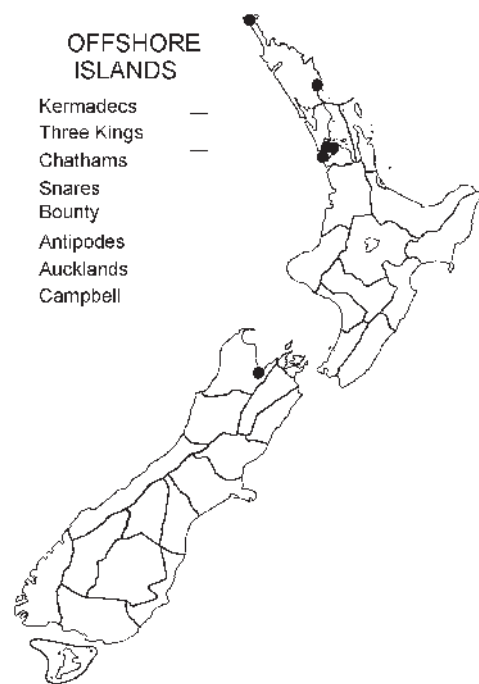 OFFSHORE
ISLANDS
Kermadecs —
Three Kings
Chathams —
Snares
Bounty
Antipodes
Aucklands
Campbell